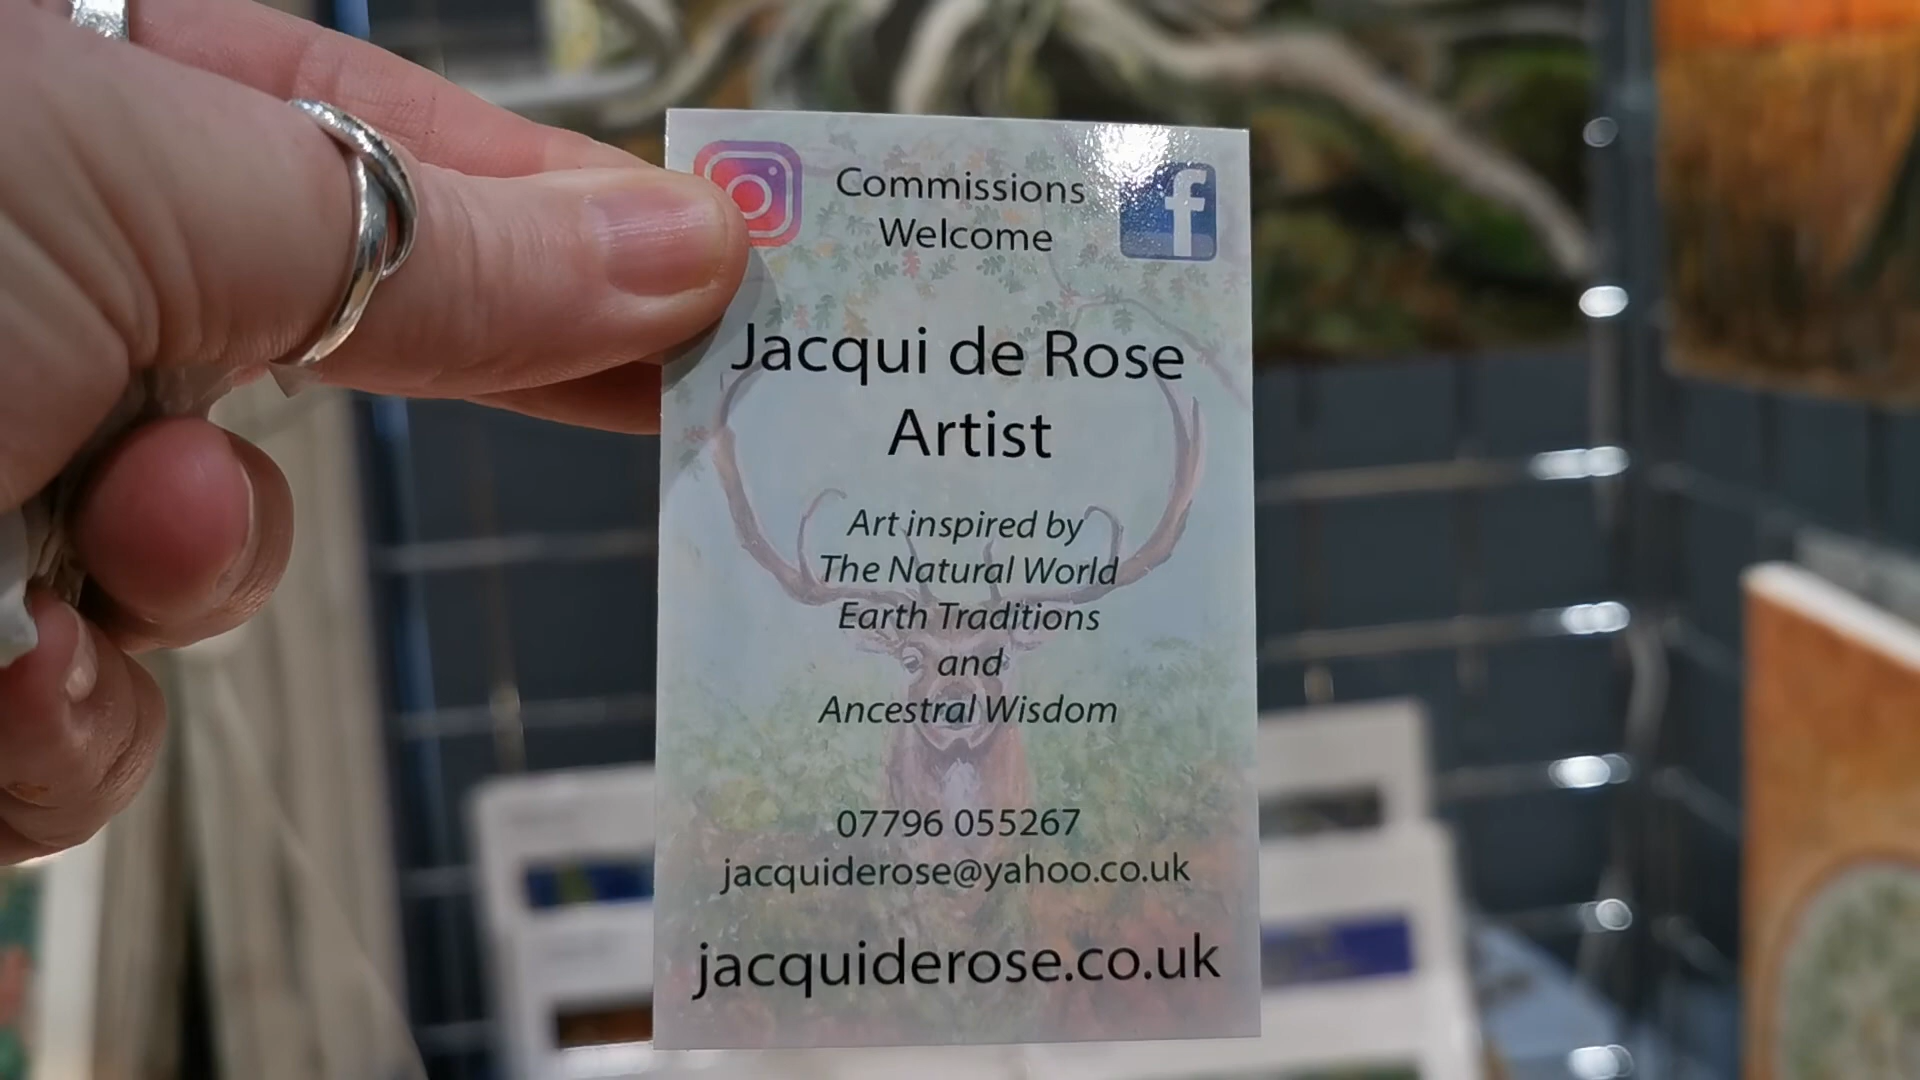 Commissions
Welcome
Jacqui de Rose
Artist
Art inspired by
The Natural World
Earth Traditions
and
Ancestral Wisdom
07796 055267
jacquiderose@yahoo.co.uk
jacquiderose.co.uk